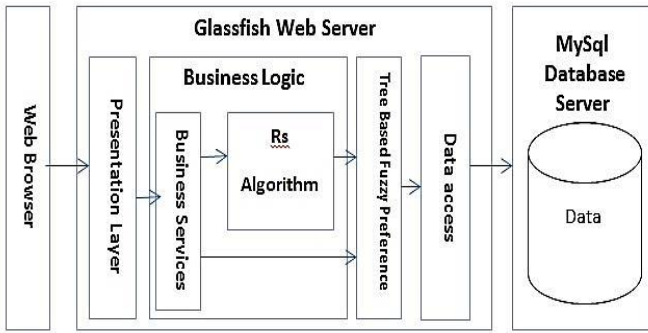 Glassfish Web Server
MySql
Database
Server
Web Browser
Presentation Layer
Business Logic
Business Services
Rs
Algorithm
Tree Based Fuzzy Preference
Data access
Data